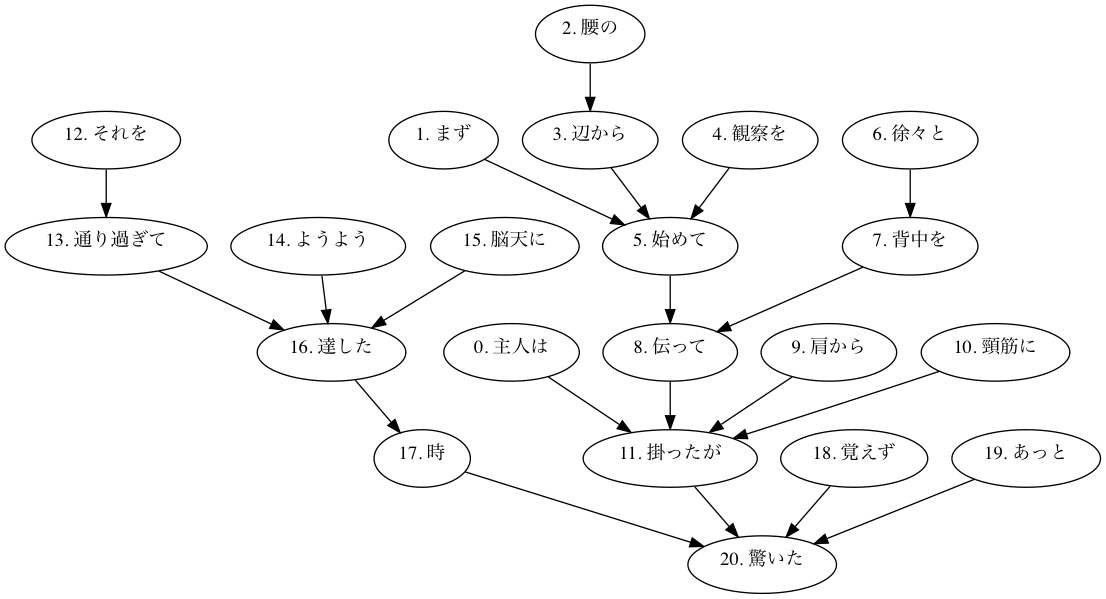 2. 腰の
12. それを
1. まず
3. 辺から
4. 観察を
6. 徐々と
13. 通り過ぎて
14. ようよう
15. 脳天に
5. 始めて
7. 背中を
16. 達した
0. 主人は
8. 伝って
9. 肩から
10. 頸筋に
17. 時
11. 掛ったが
18. 覚えず
19. あっと
20. 驚いた